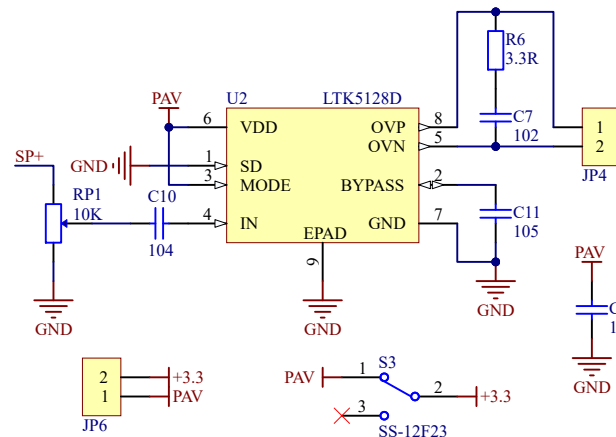 R6
3.3R
PAV
U2
LTK5128D
6
VDD
OVP
8
C7
102
1
OVN
5
2
JP4
SP+
GND
1
SD
3
MODE
BYPASS
2
RP1
10K
C10
104
4
IN
GND
7
C11
105
EPAD
9
PAV
GND
GND
GND
GND
2
+3.3
1
PAV
JP6
S3
PAV
1
2
+3.3
3
SS-12F23